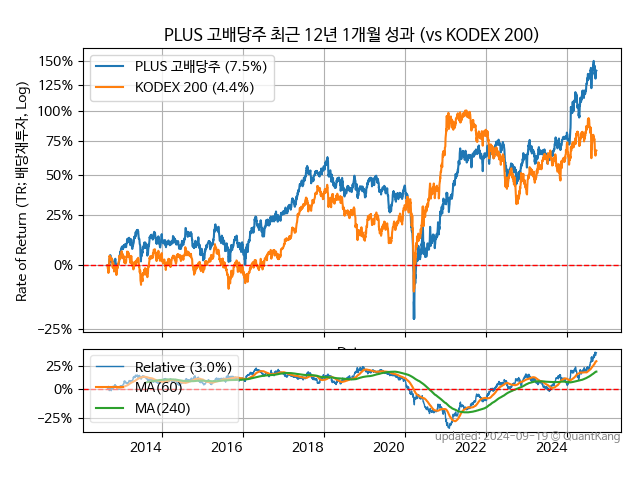 PLUS 고배당주 최근 12년 1개월 성과 (vs KODEX 200)
Rate of Return (TR: 배당재투자, Log)
150%
125%
100%
75%
50%
25%
0%
−25%
PLUS 고배당주 (7.5%)
KODEX 200 (4.4%)
25%
0%
−25%
Relative (3.0%)
MA(60)
MA(240)
2014
2016
2018
2020
2022
2024
updated: 2024-09-19 © QuantKang